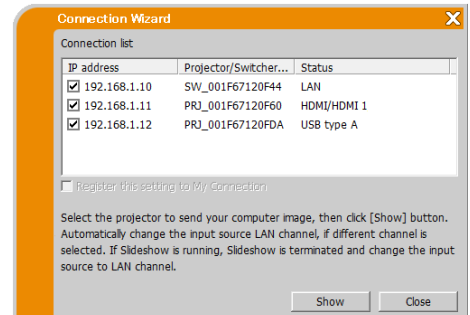 Connection Wizard
Connection list
IP address Projector/Switcher... Status
192.168.1.10 SW_001F67120F44 LAN
192.168.1.11 PRJ_001F67120F60 HDMI/HDMI 1
192.168.1.12 PRJ_001F67120FDA USB type A
Register this setting to My Connection
Select the projector to send your computer image, then click [Show] button.
Automatically change the input source LAN channel, if different channel is
selected. If Slideshow is running, Slideshow is terminated and change the input
source to LAN channel.
Show Close